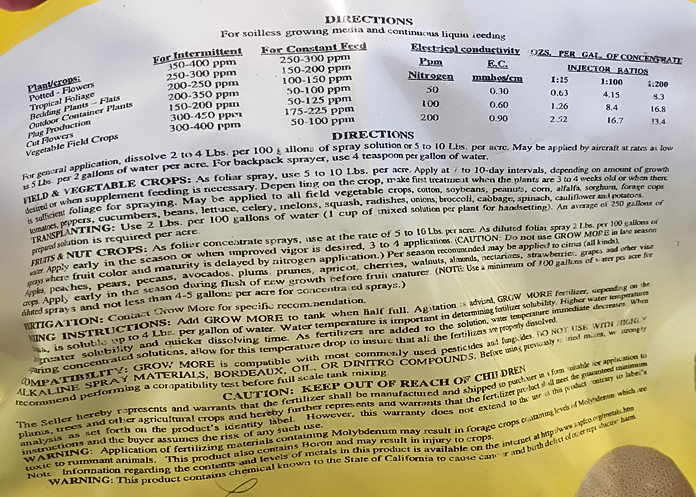 DIRECTIONS
For soilless growing media and continuous liquid feeding
Plant/crops: For Intermittent For Constant Feed Electrical conductivity OZS. PER GAL. OF CONCENTRATE
Ppm E.C. INJECTOR RATIOS
Nitrogen mmhos/cm 1:15 1:100 1:200
50 0.30 0.63 4.15 8.3
100 0.60 1.26 8.4 16.8
200 0.90 2.52 16.7 33.4
350-400 ppm 250-300 ppm
Potted - Flowers 250-300 ppm 150-200 ppm
Tropical Foliage 200-250 ppm 100-150 ppm
Bedding Plants - Flats 200-350 ppm 50-100 ppm
Outdoor Container Plants 150-200 ppm 50-125 ppm
Plug Production 300-450 ppm 175-225 ppm
Cut Flowers 300-400 ppm 50-100 ppm
Vegetable Field Crops
DIRECTIONS
For general application, dissolve 2 to 4 Lbs. per 100 gallons of spray solution or 5 to 10 Lbs. per acre. May be applied by aircraft at rates as low
as 5 Lbs. per 2 gallons of water per acre. For backpack sprayer, use 4 teaspoon per gallon of water.
FIELD & VEGETABLE CROPS: As foliar spray, use 5 to 10 Lbs. per acre. Apply at 7 to 10-day intervals, depending on amount of growth
desired or when supplement feeding is necessary. Depending on the crop, make first treatment when the plants are 3 to 4 weeks old or when there
is sufficient foliage for spraying. May be applied to all field vegetable crops, cotton, soybeans, peanuts, corn, alfalfa, sorghum, forage cops
tomatoes, peppers, cucumbers, beans, lettuce, celery, melons, squash, radishes, onions, broccoli, cabbage, spinach, cauliflower and potatoes.
TRANSPLANTING: Use 2 Lbs. per 100 gallons of water (1 cup of mixed solution per plant for handsetting). An average of 250 gallons of
prepared solution is required per acre.
FRUITS & NUT CROPS: As foliar concentrate sprays, use at the rate of 5 to 16 Lbs. per acre. As diluted folian spray 2 Lbs. per 100 gallons of
water. Apply early in the season or when improved vigor is desired, 3 to 4 applications. (CAUTION: Do not use GROW MORE in late season
sprays where fruit color and maturity is delayed by nitrogen application.) Per season recommended may be applied to citrus (all kinds),
Apples, peaches, pears, pecans, avocados, plums, prunes, apricot, cherries, walnuts, almonds, nectarines, strawberries, grapes and other vine
crops. Apply early in the season during flush of new growth before fruit matures (NOTE: Use a minimum of 100 gallons of water per acre for
diluted sprays and not less than 4-5 gallons per acre for concentrated sprays.)
Contact Grow More for specific recommendation.
INSTRUCTIONS: Add GROW MORE to tank when half full. Agitation is advised, GROW MORE fertilizer, depending on the
is soluble up to 4 Lbs. per gallon of water. Water temperature is important in determining fertilizer solubility. Higher water temperatures
greater solubility and quicker dissolving time. As fertilizers are added to the solution, water temperature immediate decreases. When
concentrated solutions, allow for this temperature drop to insure that all the fertilizers are properly dissolved.
COMPATIBILITY: GROW MORE is compatible with most commonly used pesticides and fungicides. DO NOT USE WITH HIGHLY
ALKALINE SPRAY MATERIALS, BORDEAUX, OIL, OR DINITRO COMPOUNDS. Before using previously mixes, we strongly
recommend performing a compatibility test before full scale tank mixing.
CAUTION: KEEP OUT OF REACH OF CHILDREN
The Seller hereby represents and warrants that the fertilizer shall be manufactured and shipped to purchaser in a form suitable for application to
plants, trees and other agricultural crops and hereby further represents and warrants that the fertilizer product shall meet the guaranteed minimum
analysis as set forth on the product's identity label. However, this warranty does not extend to the use of this product contrary to label's
instructions and the buyer assumes the risk of any such use.
WARNING: Application of fertilizing materials containing Molybdenum may result in forage crops containing levels of Molybdenum which are
toxic to ruminant animals. This product also contains Boron and may result in injury to crops.
Note. Information regarding the contents and levels of metals in this product is available on the internet at http://www.aapfco.org/metals.htm
WARNING: This product contains chemical known to the State of California to cause cancer and birth defect of other reproductive harm.